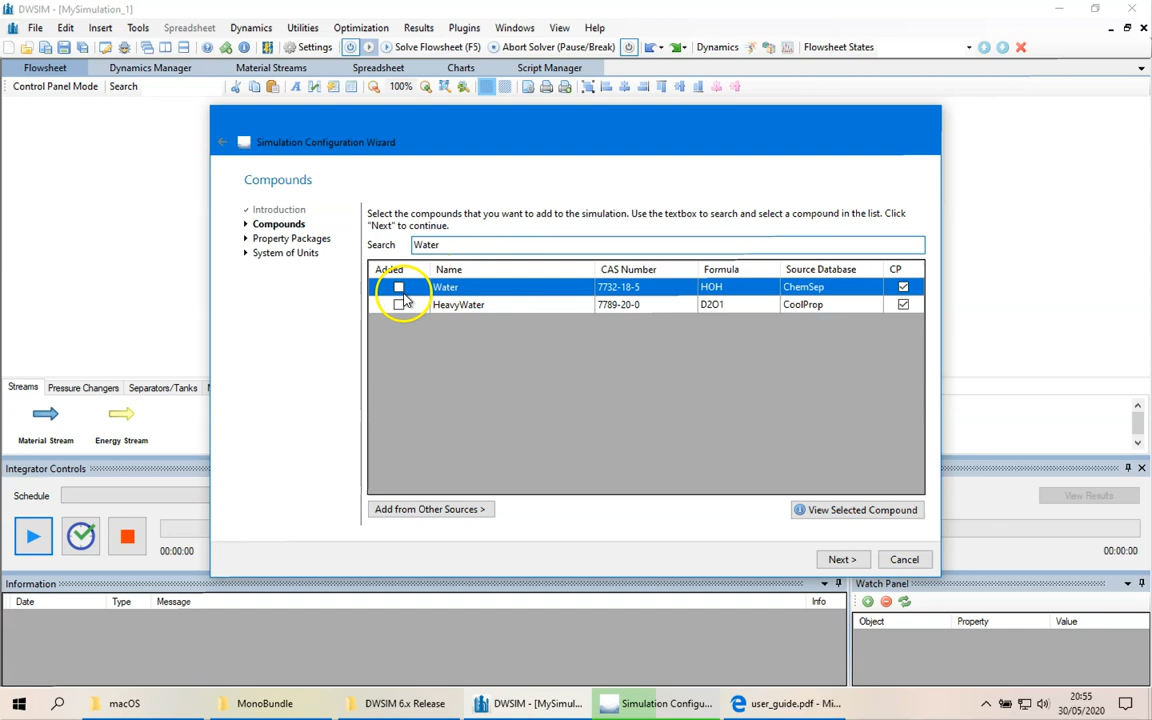 DWSIM - [MySimulation_1]
File Edit Insert Tools Spreadsheet Dynamics Utilities Optimization Results Plugins Windows View Help
Settings Solve Flowsheet (F5) Abort Solver (Pause/Break) Dynamics Flowsheet States
Flowsheet Dynamics Manager Material Streams Spreadsheet Charts Script Manager
Control Panel Mode Search 100%
Simulation Configuration Wizard
Compounds
Introduction
Compounds
Property Packages
System of Units
Select the compounds that you want to add to the simulation. Use the textbox to search and select a compound in the list. Click
"Next" to continue.
Search Water
Added Name CAS Number Formula Source Database CP
Water 7732-18-5 HOH ChemSep
HeavyWater 7789-20-0 D2O1 CoolProp
Add from Other Sources > View Selected Compound
Next > Cancel
Streams Pressure Changers Separators/Tanks
Material Stream Energy Stream
Integrator Controls
Schedule View Results
00:00:00 00:00:00
Information Watch Panel
Date Type Message Info
Object Property Value
macOS MonoBundle DWSIM 6.x Release DWSIM - [MySimul... Simulation Configu... user_guide.pdf - Mi...
20:55
30/05/2020